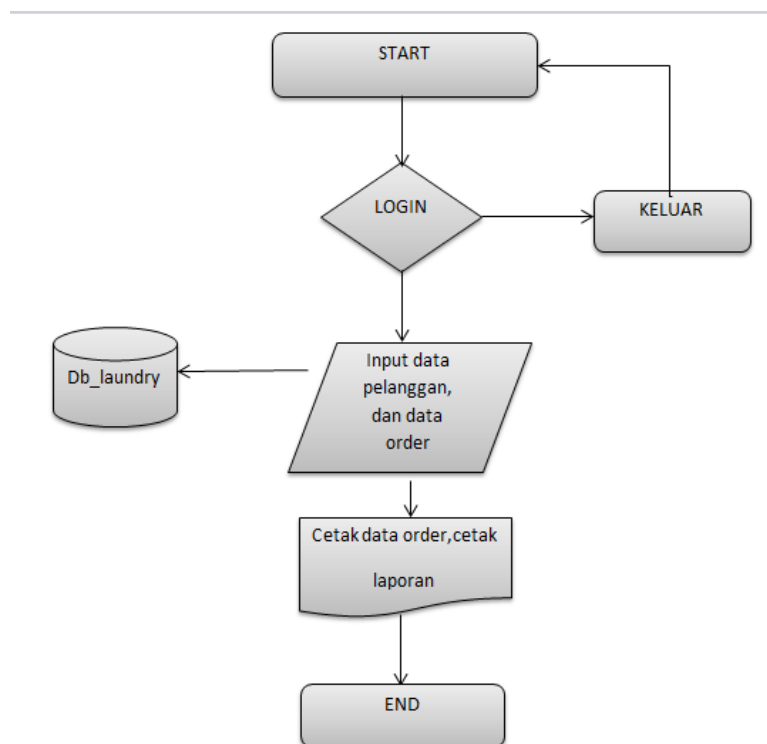 START
LOGIN
KELUAR
Db_laundry
Input data
pelanggan,
dan data
order
Cetak data order,cetak
laporan
END